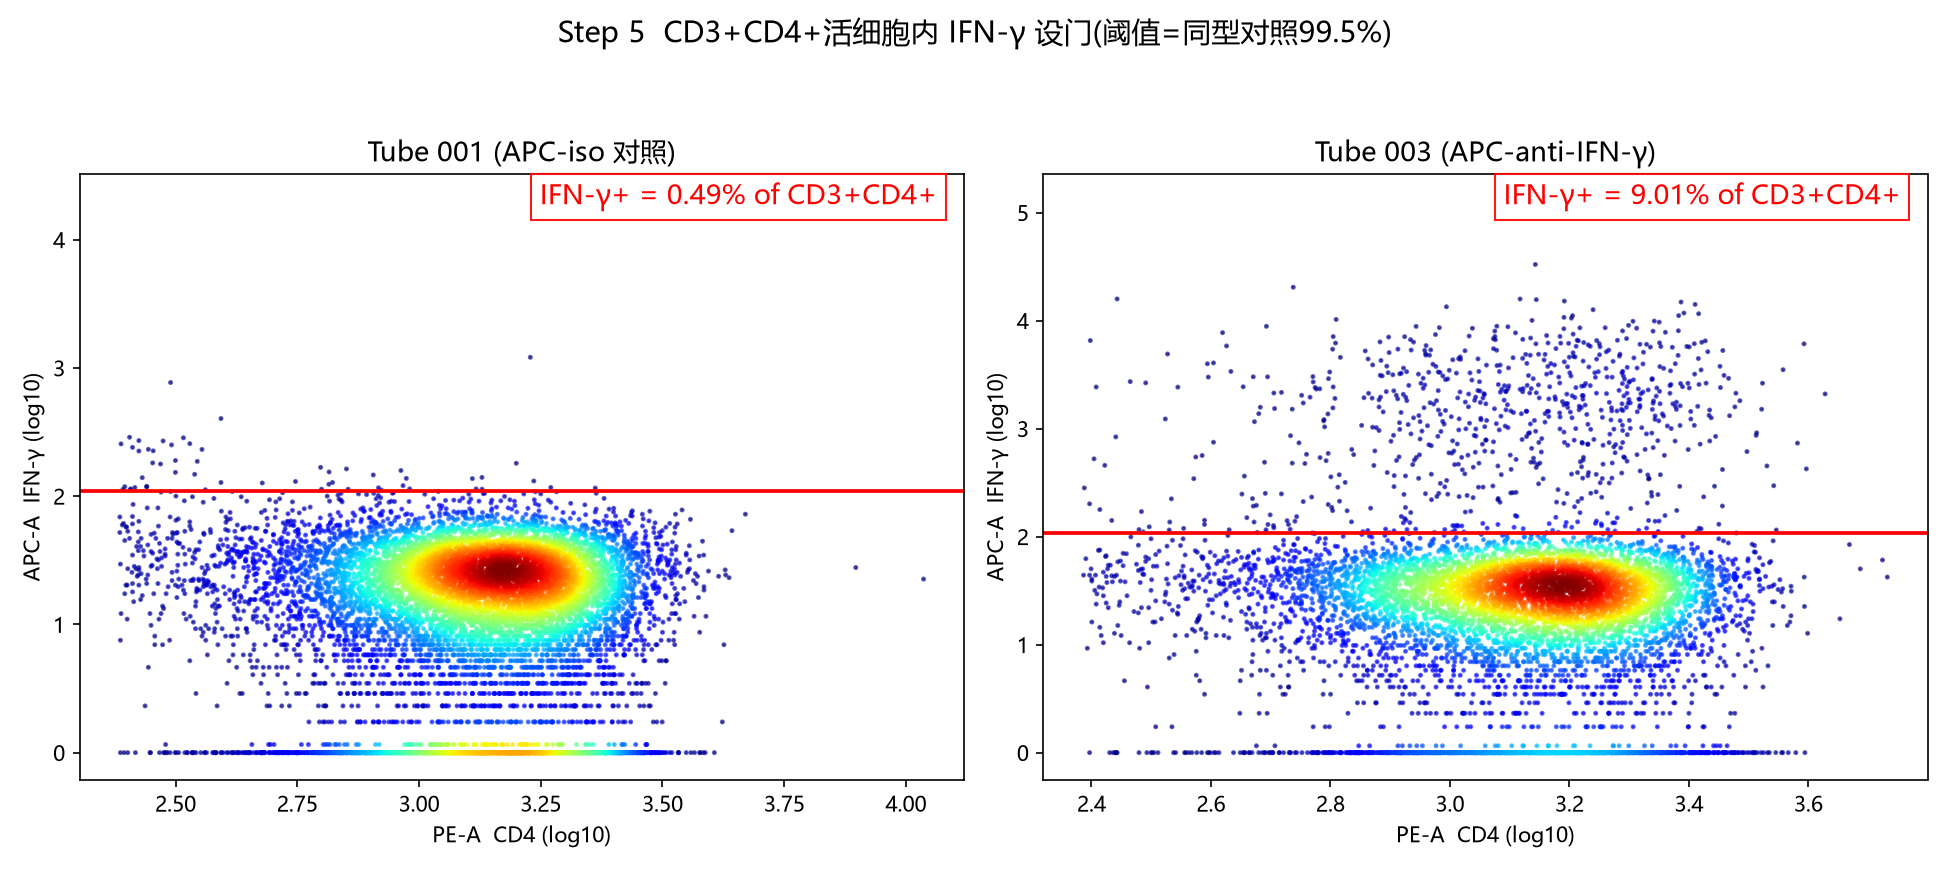 Step 5  CD3+CD4+活细胞内 IFN-γ 设门(阈值=同型对照99.5%)
Tube 001 (APC-iso 对照)
IFN-γ+ = 0.49% of CD3+CD4+
APC-A  IFN-γ (log10)
4
3
2
1
0
2.50 2.75 3.00 3.25 3.50 3.75 4.00
PE-A  CD4 (log10)
Tube 003 (APC-anti-IFN-γ)
IFN-γ+ = 9.01% of CD3+CD4+
APC-A  IFN-γ (log10)
5
4
3
2
1
0
2.4 2.6 2.8 3.0 3.2 3.4 3.6
PE-A  CD4 (log10)